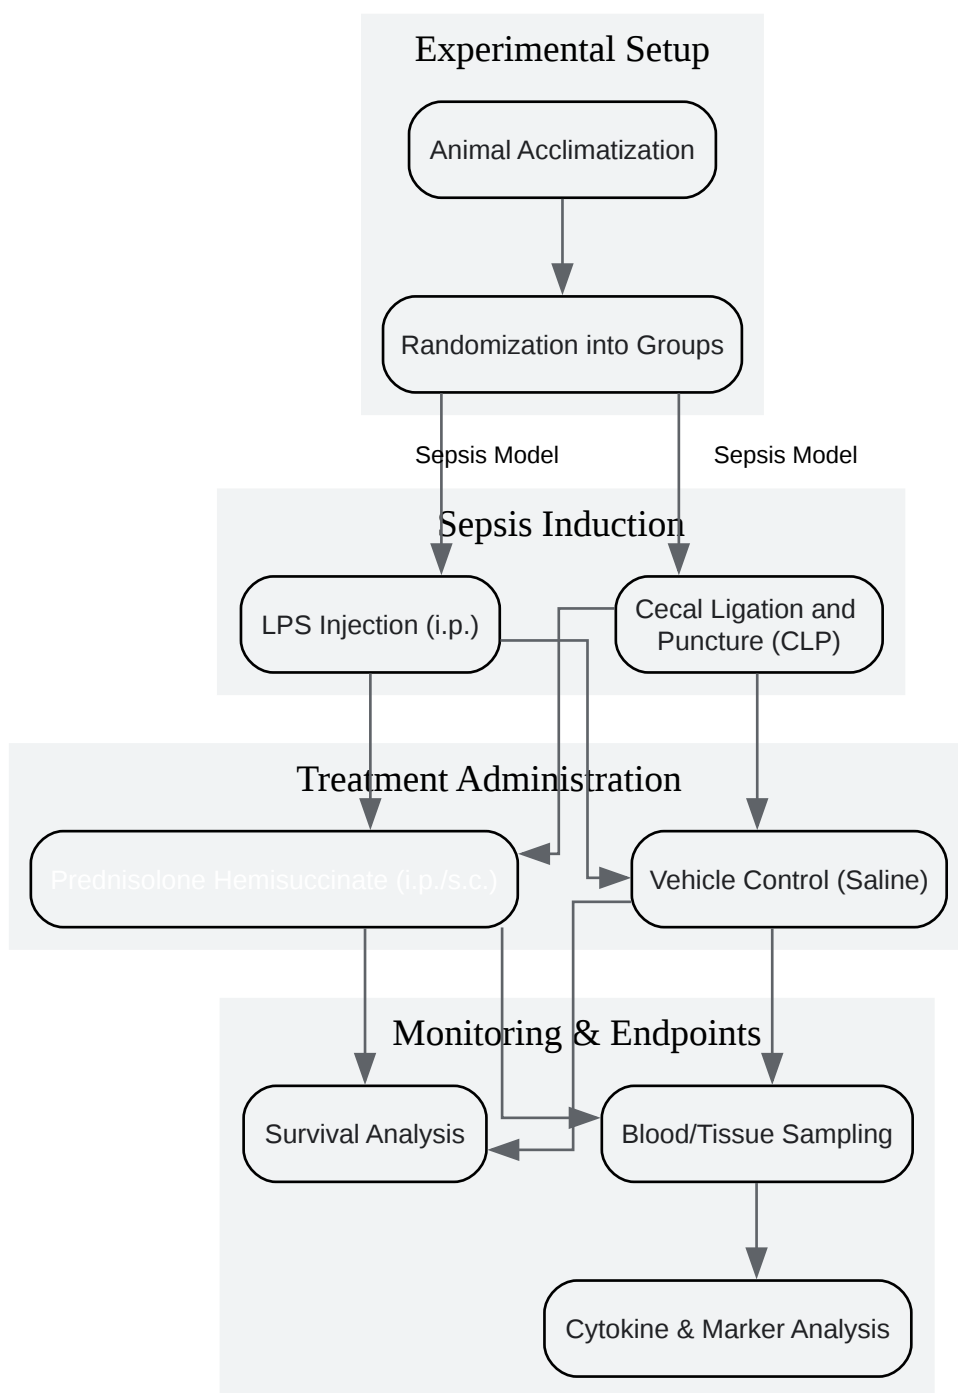 Experimental Setup
Animal Acclimatization
Randomization into Groups
Sepsis Model
Sepsis Model
Sepsis Induction
LPS Injection (i.p.)
Cecal Ligation and
Puncture (CLP)
Treatment Administration
Prednisolone Hemisuccinate (i.p./s.c.)
Vehicle Control (Saline)
Monitoring & Endpoints
Survival Analysis
Blood/Tissue Sampling
Cytokine & Marker Analysis